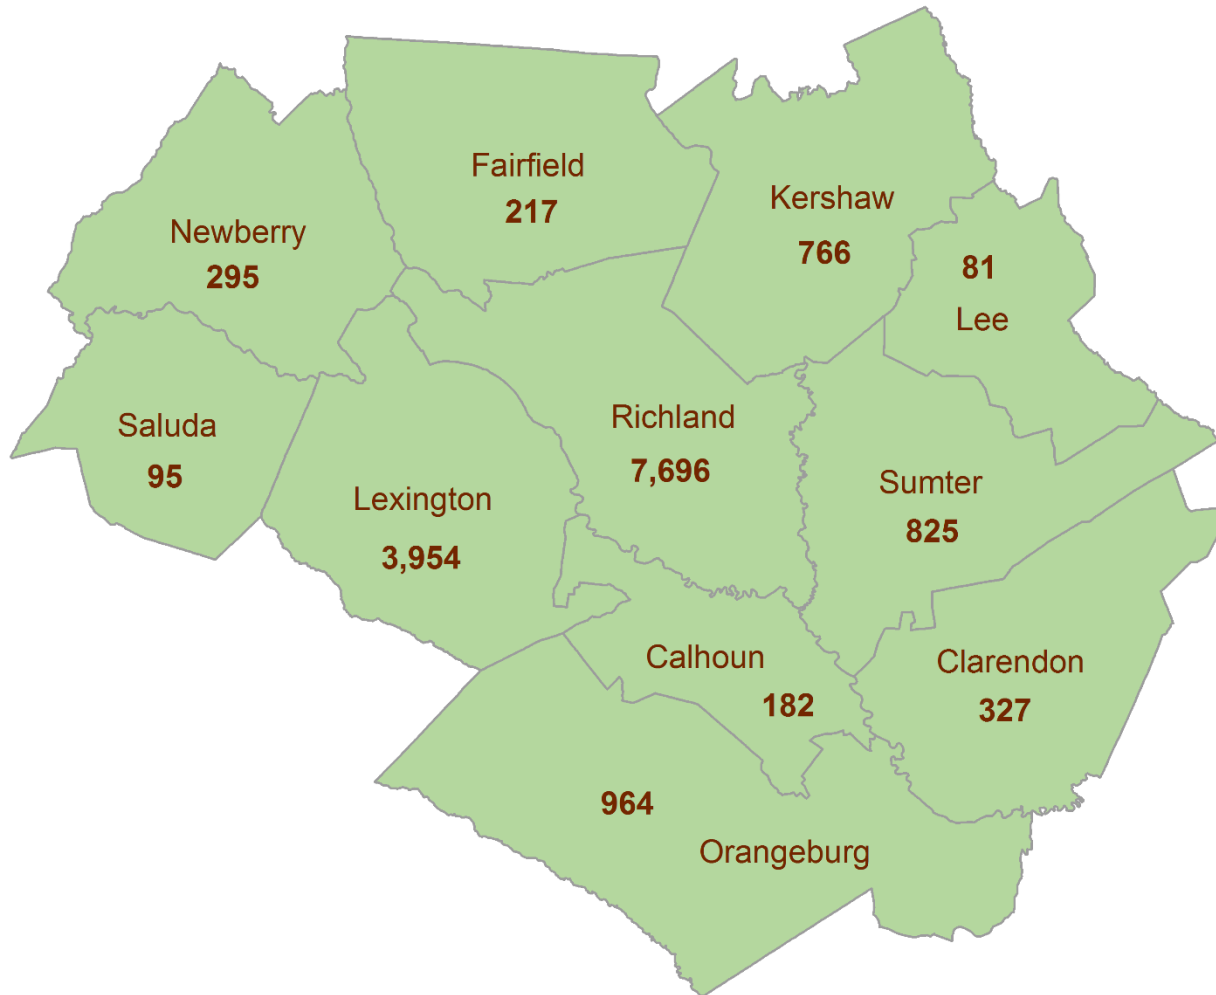 Fairfield
217
Kershaw
766
Newberry
295
81
Lee
Saluda
95
Richland
7,696
Lexington
3,954
Sumter
825
Calhoun
182
Clarendon
327
964
Orangeburg